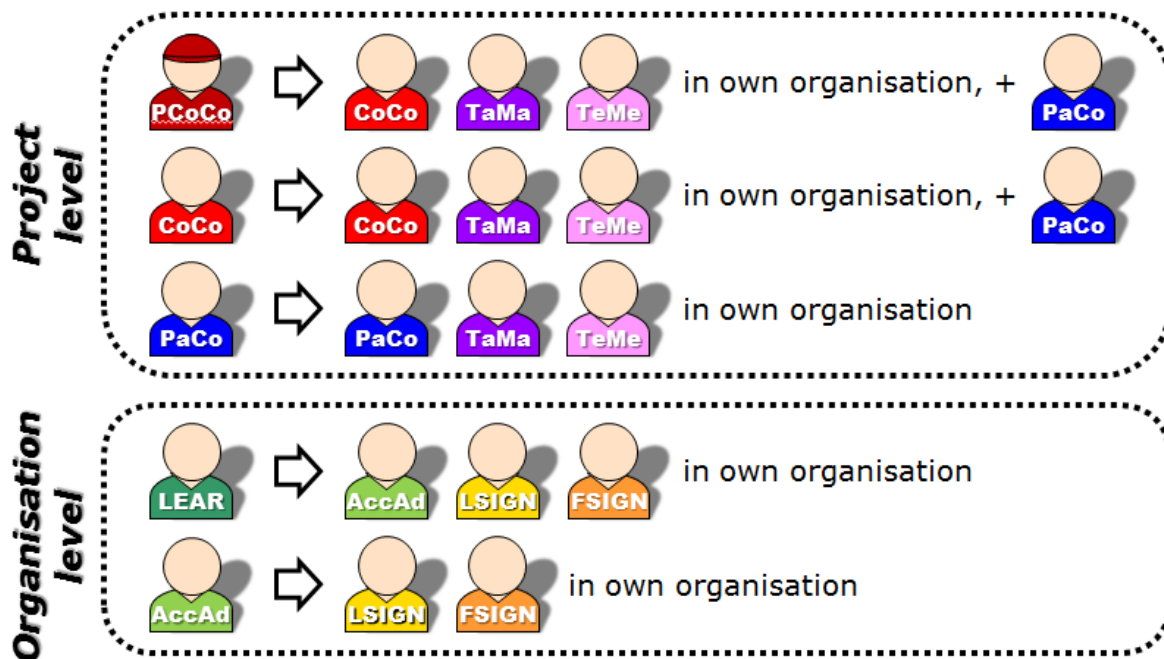 Project
level
PCoCo CoCo TaMa TeMe in own organisation, + PaCo
CoCo CoCo TaMa TeMe in own organisation, + PaCo
PaCo PaCo TaMa TeMe in own organisation
Organisation
level
LEAR AccAd LSIGN FSIGN in own organisation
AccAd LSIGN FSIGN in own organisation